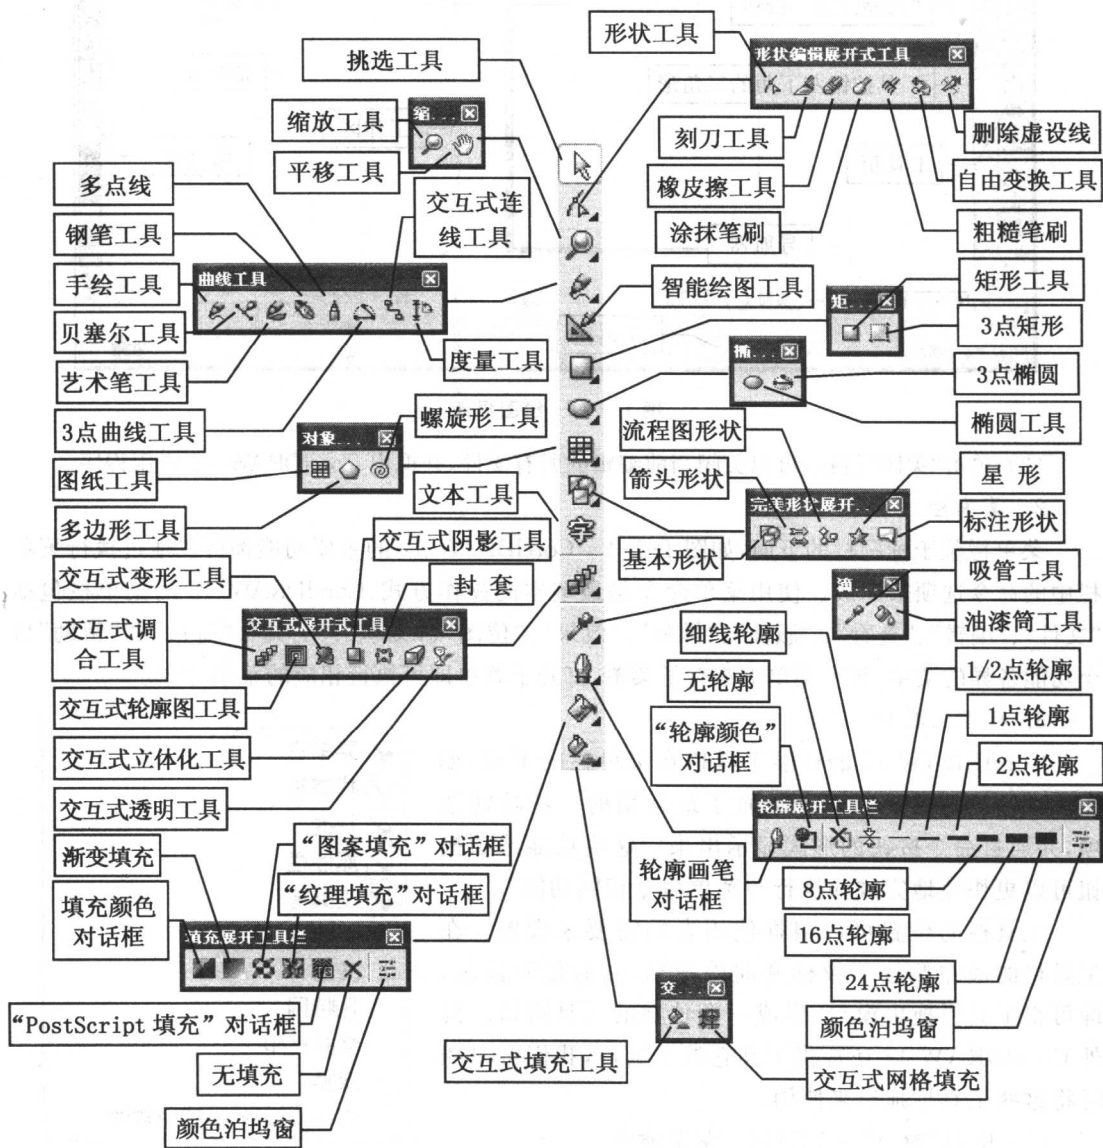 形状工具
挑选工具
形状编辑展开式工具
缩放工具
缩...
刻刀工具
删除虚设线
平移工具
多点线
交互式连
线工具
橡皮擦工具
自由变换工具
钢笔工具
涂抹笔刷
粗糙笔刷
手绘工具
曲线工具
智能绘图工具
矩形工具
矩...
贝塞尔工具
3点矩形
艺术笔工具
度量工具
椭...
3点椭圆
3点曲线工具
螺旋形工具
椭圆工具
对象...
流程图形状
图纸工具
文本工具
箭头形状
星 形
完美形状展开...
多边形工具
交互式阴影工具
字
标注形状
基本形状
交互式变形工具
封 套
吸管工具
滴...
交互式调
合工具
交互式展开式工具
细线轮廓
油漆筒工具
无轮廓
1/2点轮廓
交互式轮廓图工具
“轮廓颜色”
对话框
1点轮廓
交互式立体化工具
2点轮廓
交互式透明工具
轮廓展开工具栏
渐变填充
“图案填充”对话框
轮廓画笔
对话框
8点轮廓
“纹理填充”对话框
填充颜色
对话框
填充展开工具栏
16点轮廓
24点轮廓
交...
“PostScript 填充”对话框
颜色泊坞窗
无填充
交互式填充工具
交互式网格填充
颜色泊坞窗